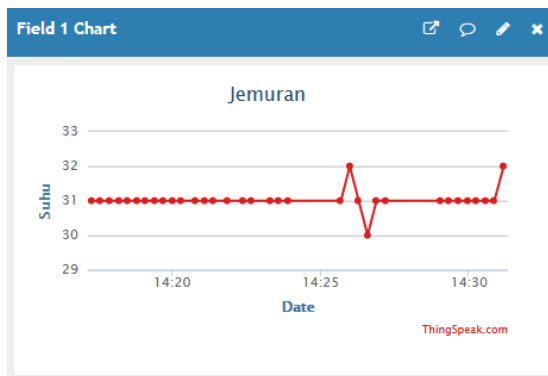 Field 1 Chart
Jemuran
33
32
31
30
29
Suhu
14:20 14:25 14:30
Date
ThingSpeak.com